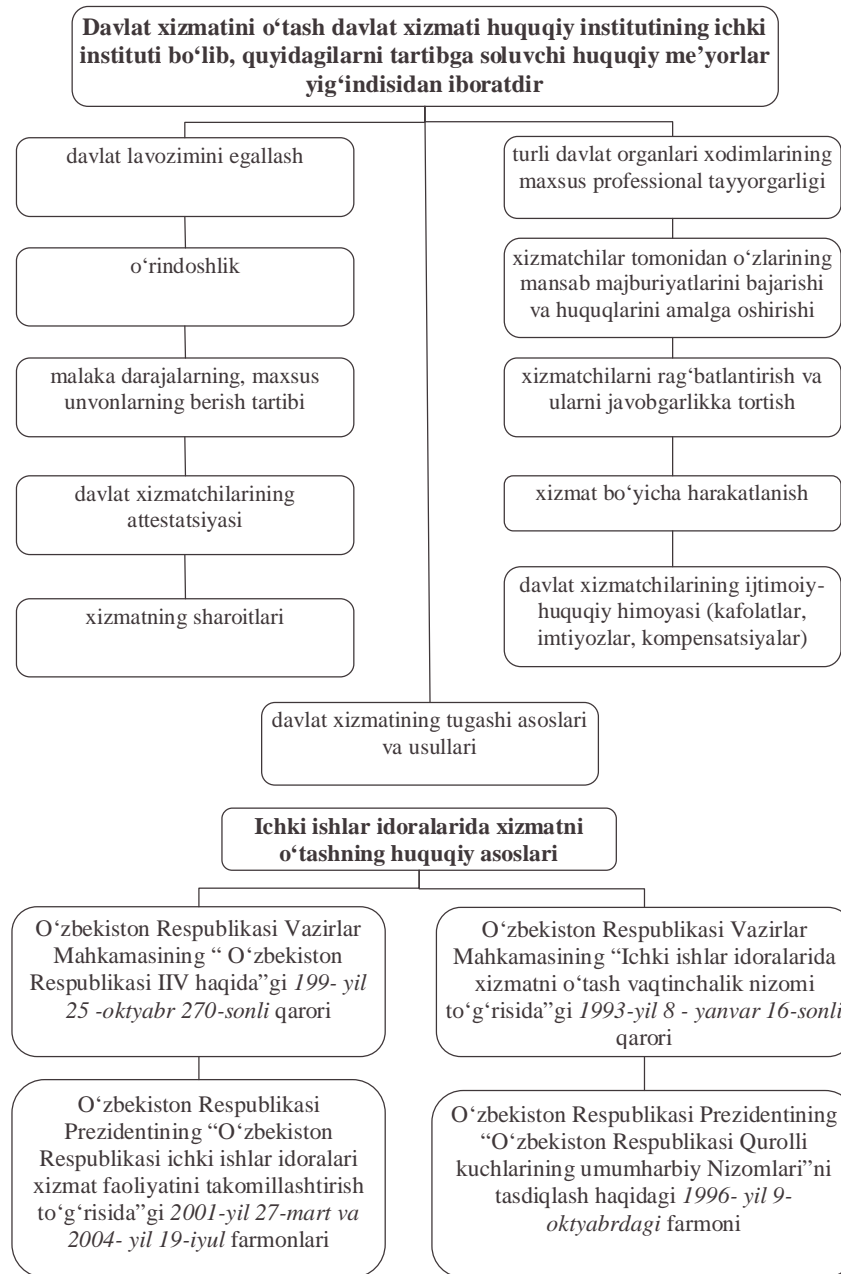 Davlat xizmatini o‘tash davlat xizmati huquqiy institutining ichki
instituti bo‘lib, quyidagilarni tartibga soluvchi huquqiy me’yorlar
yig‘indisidan iboratdir
davlat lavozimini egallash
o‘rindoshlik
malaka darajalarning, maxsus
unvonlarning berish tartibi
davlat xizmatchilarining
attestatsiyasi
xizmatning sharoitlari
turli davlat organlari xodimlarining
maxsus professional tayyorgarligi
xizmatchilar tomonidan o‘zlarining
mansab majburiyatlarini bajarishi
va huquqlarini amalga oshirishi
xizmatchilarni rag‘batlantirish va
ularni javobgarlikka tortish
xizmat bo‘yicha harakatlanish
davlat xizmatchilarining ijtimoiy-
huquqiy himoyasi (kafolatlar,
imtiyozlar, kompensatsiyalar)
davlat xizmatining tugashi asoslari
va usullari
Ichki ishlar idoralarida xizmatni
o‘tashning huquqiy asoslari
O‘zbekiston Respublikasi Vazirlar
Mahkamasining “ O‘zbekiston
Respublikasi IIV haqida”gi 199- yil
25 -oktyabr 270-sonli qarori
O‘zbekiston Respublikasi
Prezidentining “O‘zbekiston
Respublikasi ichki ishlar idoralari
xizmat faoliyatini takomillashtirish
to‘g‘risida”gi 2001-yil 27-mart va
2004- yil 19-iyul farmonlari
O‘zbekiston Respublikasi Vazirlar
Mahkamasining “Ichki ishlar idoralarida
xizmatni o‘tash vaqtinchalik nizomi
to‘g‘risida”gi 1993-yil 8 - yanvar 16-sonli
qarori
O‘zbekiston Respublikasi Prezidentining
“O‘zbekiston Respublikasi Qurolli
kuchlarining umumharbiy Nizomlari”ni
tasdiqlash haqidagi 1996- yil 9-
oktyabrdagi farmoni